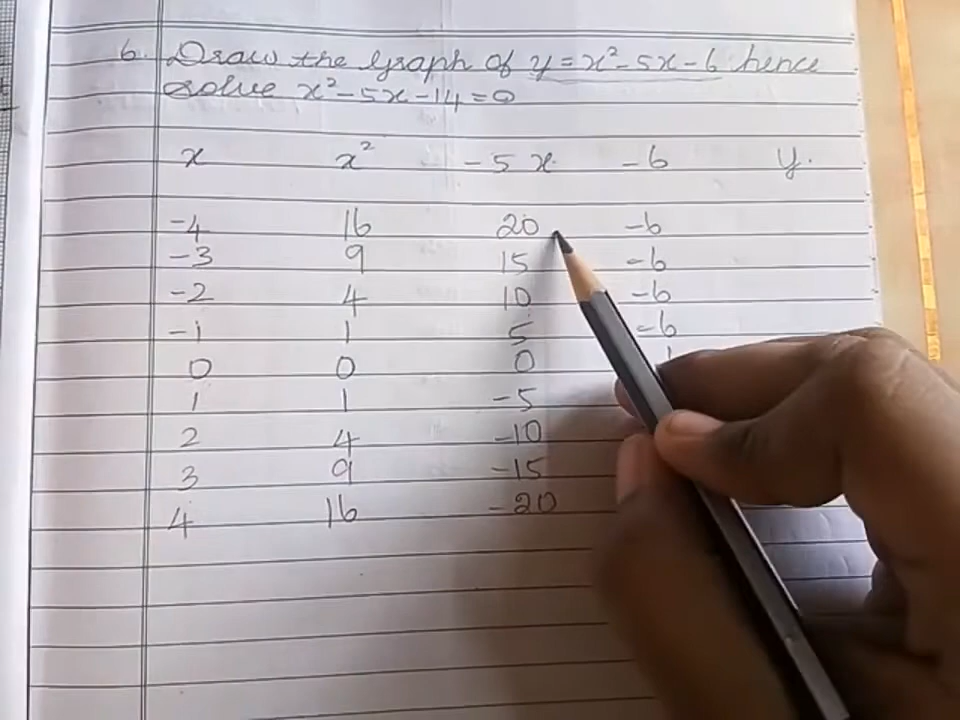 6. Draw the graph of y = x² - 5x - 6 hence
solve x² - 5x - 14 = 0
x x² - 5x - 6 y.
-4 16 20 -6
-3 9 15 -6
-2 4 10 -6
-1 1 5 -6
0 0 0
1 1 -5
2 4 -10
3 9 -15
4 16 -20